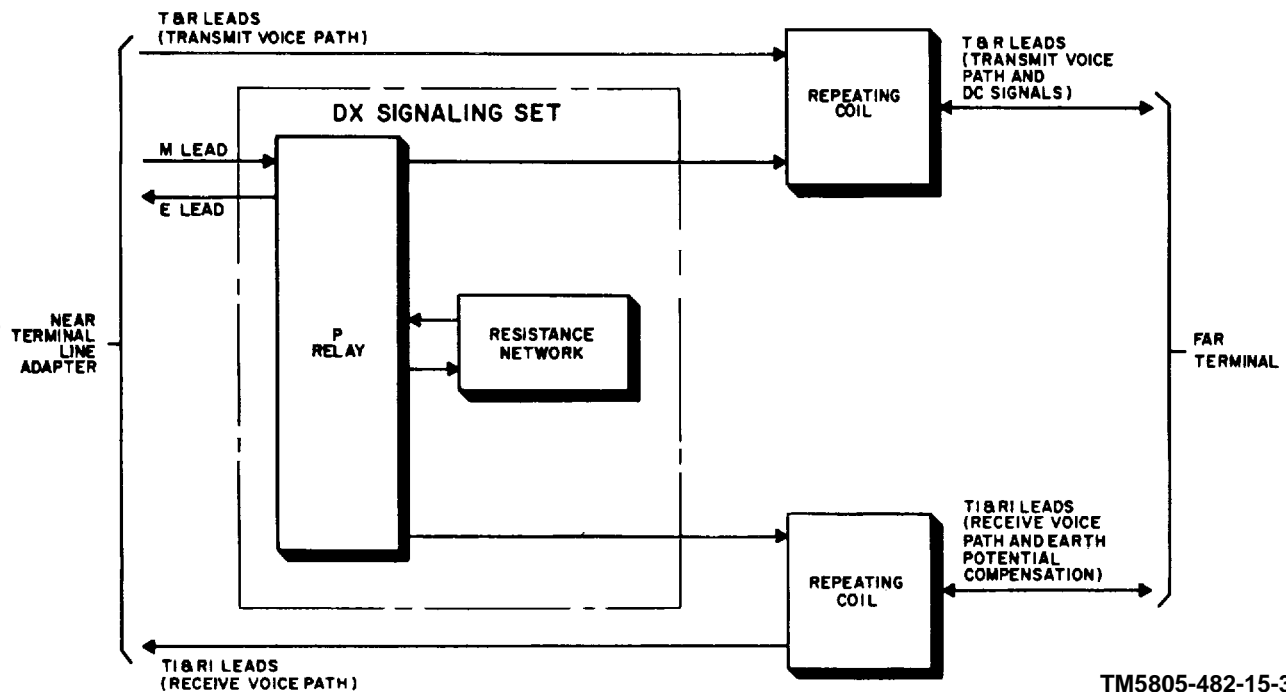 T & R LEADS
(TRANSMIT VOICE PATH)
DX SIGNALING SET
M LEAD
E LEAD
P
RELAY
RESISTANCE
NETWORK
REPEATING
COIL
T & R LEADS
(TRANSMIT VOICE
PATH AND
DC SIGNALS)
NEAR
TERMINAL
LINE
ADAPTER
FAR
TERMINAL
REPEATING
COIL
TI & RI LEADS
(RECEIVE VOICE
PATH AND EARTH
POTENTIAL
COMPENSATION)
TI & RI LEADS
(RECEIVE VOICE PATH)
TM5805-482-15-3